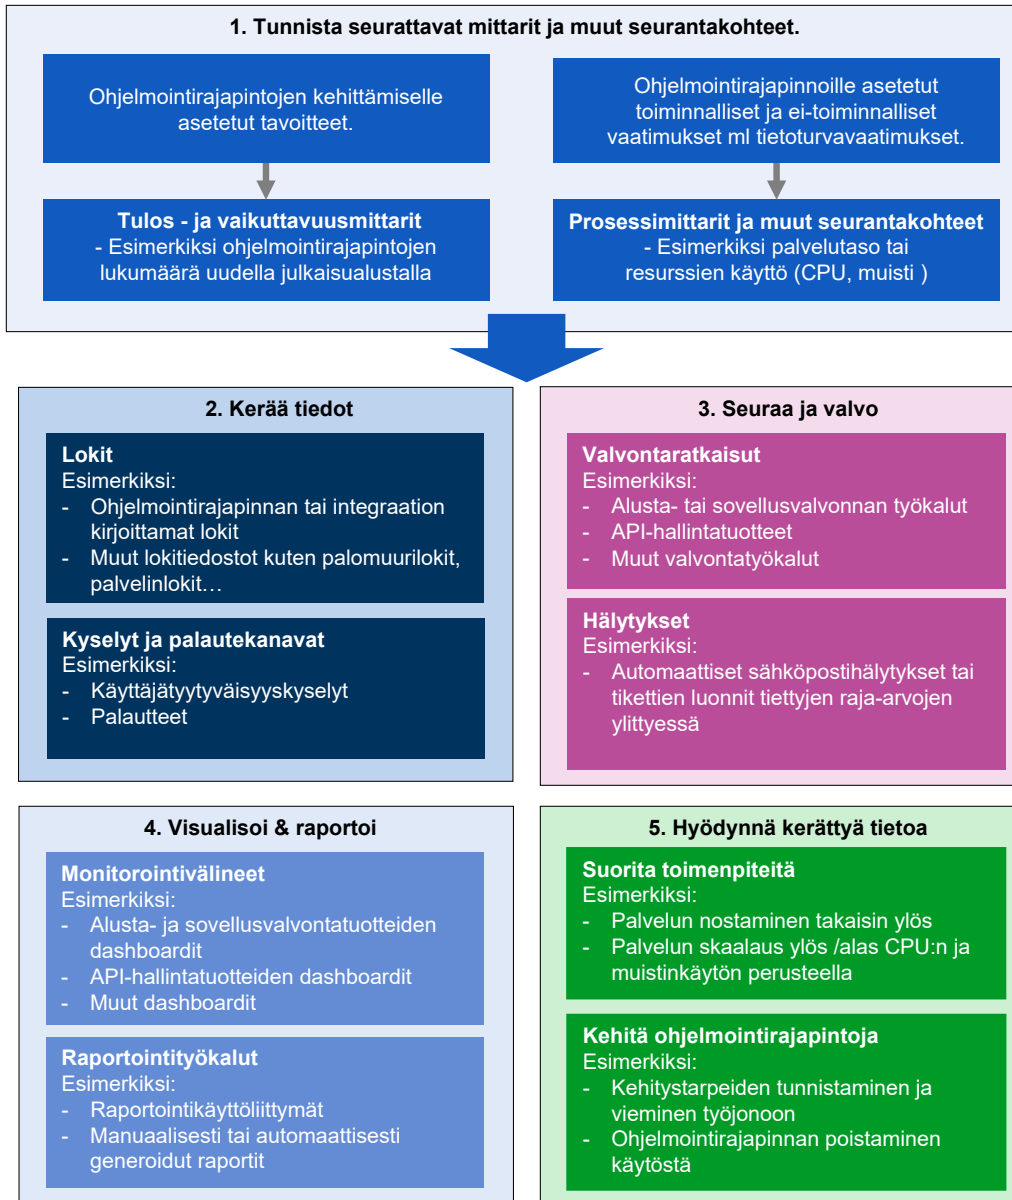 1. Tunnista seurattavat mittarit ja muut seurantakohteet.
Ohjelmointirajapintojen kehittämiselle
asetetut tavoitteet.
Ohjelmointirajapinnoille asetetut
toiminnalliset ja ei-toiminnalliset
vaatimukset ml tietoturvavaatimukset.
Tulos - ja vaikuttavuusmittarit
- Esimerkiksi ohjelmointirajapintojen
lukumäärä uudella julkaisualustalla
Prosessimittarit ja muut seurantakohteet
- Esimerkiksi palvelutaso tai
resurssien käyttö (CPU, muisti )
2. Kerää tiedot
Lokit
Esimerkiksi:
- Ohjelmointirajapinnan tai integraation
kirjoittamat lokit
- Muut lokitiedostot kuten palomuurilokit,
palvelinlokit…
Kyselyt ja palautekanavat
Esimerkiksi:
- Käyttäjätyytyväisyyskyselyt
- Palautteet
3. Seuraa ja valvo
Valvontaratkaisut
Esimerkiksi:
- Alusta- tai sovellusvalvonnan työkalut
- API-hallintatuotteet
- Muut valvontatyökalut
Hälytykset
Esimerkiksi:
- Automaattiset sähköpostihälytykset tai
tikettien luonnit tiettyjen raja-arvojen
ylittyessä
4. Visualisoi & raportoi
Monitorointivälineet
Esimerkiksi:
- Alusta- ja sovellusvalvontatuotteiden
dashboardit
- API-hallintatuotteiden dashboardit
- Muut dashboardit
Raportointityökalut
Esimerkiksi:
- Raportointikäyttöliittymät
- Manuaalisesti tai automaattisesti
generoidut raportit
5. Hyödynnä kerättyä tietoa
Suorita toimenpiteitä
Esimerkiksi:
- Palvelun nostaminen takaisin ylös
- Palvelun skaalaus ylös /alas CPU:n ja
muistinkäytön perusteella
Kehitä ohjelmointirajapintoja
Esimerkiksi:
- Kehitystarpeiden tunnistaminen ja
vieminen työjonoon
- Ohjelmointirajapinnan poistaminen
käytöstä